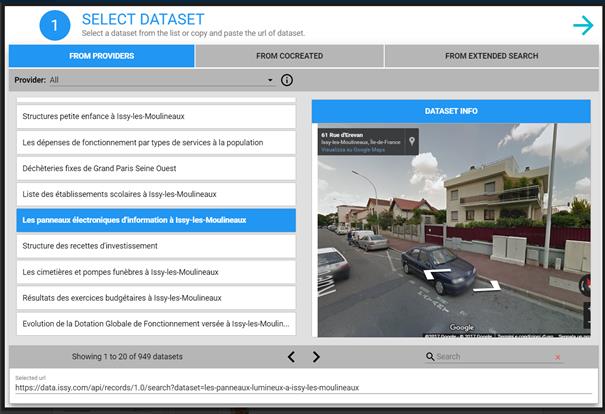 1
SELECT DATASET
Select a dataset from the list or copy and paste the url of dataset.
FROM PROVIDERS
FROM COCREATED
FROM EXTENDED SEARCH
Provider: All
Structures petite enfance à Issy-les-Moulineaux
Les dépenses de fonctionnement par types de services à la population
Déchèteries fixes de Grand Paris Seine Ouest
Liste des établissements scolaires à Issy-les-Moulineaux
Les panneaux électroniques d'information à Issy-les-Moulineaux
Structure des recettes d'investissement
Les cimetières et pompes funèbres à Issy-les-Moulineaux
Résultats des exercices budgétaires à Issy-les-Moulineaux
Evolution de la Dotation Globale de Fonctionnement versée à Issy-les-Moulin...
DATASET INFO
61 Rue d'Erevan
Issy-les-Moulineaux, Île-de-France
Visualizza su Google Maps
Google
©2017 Google
Termini e condizioni d'uso
Showing 1 to 20 of 949 datasets
Search
Selected url
https://data.issy.com/api/records/1.0/search?dataset=les-panneaux-lumineux-a-issy-les-moulineaux